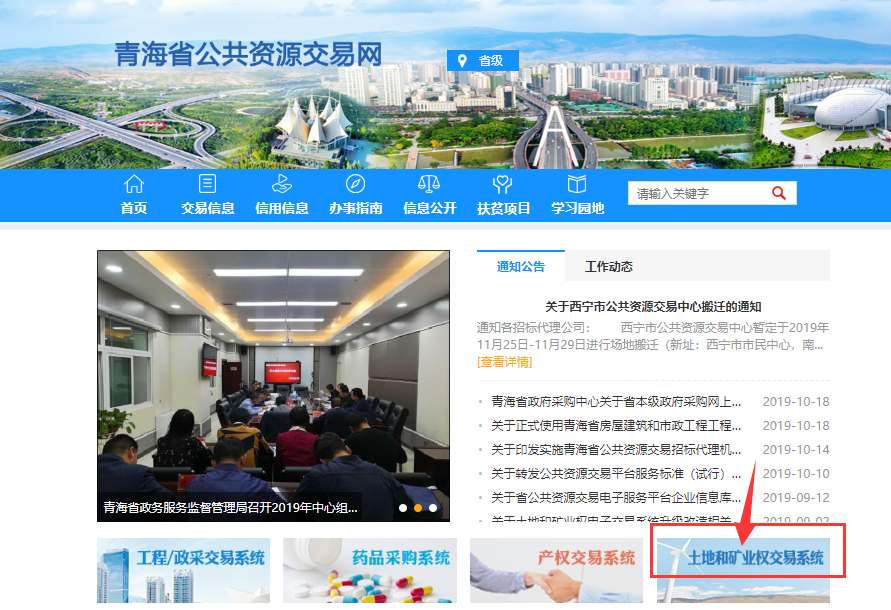 青海省公共资源交易网
省级
首页
交易信息
信用信息
办事指南
信息公开
扶贫项目
学习园地
请输入关键字
通知公告
工作动态
关于西宁市公共资源交易中心搬迁的通知
通知各招标代理公司： 西宁市公共资源交易中心暂定于2019年
11月25日-11月29日进行场地搬迁（新址：西宁市市民中心，南...
[查看详情]
青海省政府采购中心关于省本级政府采购网上... 2019-10-18
关于正式使用青海省房屋建筑和市政工程工程... 2019-10-18
关于印发实施青海省公共资源交易招标代理机... 2019-10-14
关于转发公共资源交易平台服务标准（试行）... 2019-10-10
关于省公共资源交易电子服务平台企业信息库... 2019-09-12
关于土地和矿业权电子交易系统升级改造相关... 2019-09-02
青海省政务服务监督管理局召开2019年中心组...
工程/政采交易系统
药品采购系统
产权交易系统
土地和矿业权交易系统